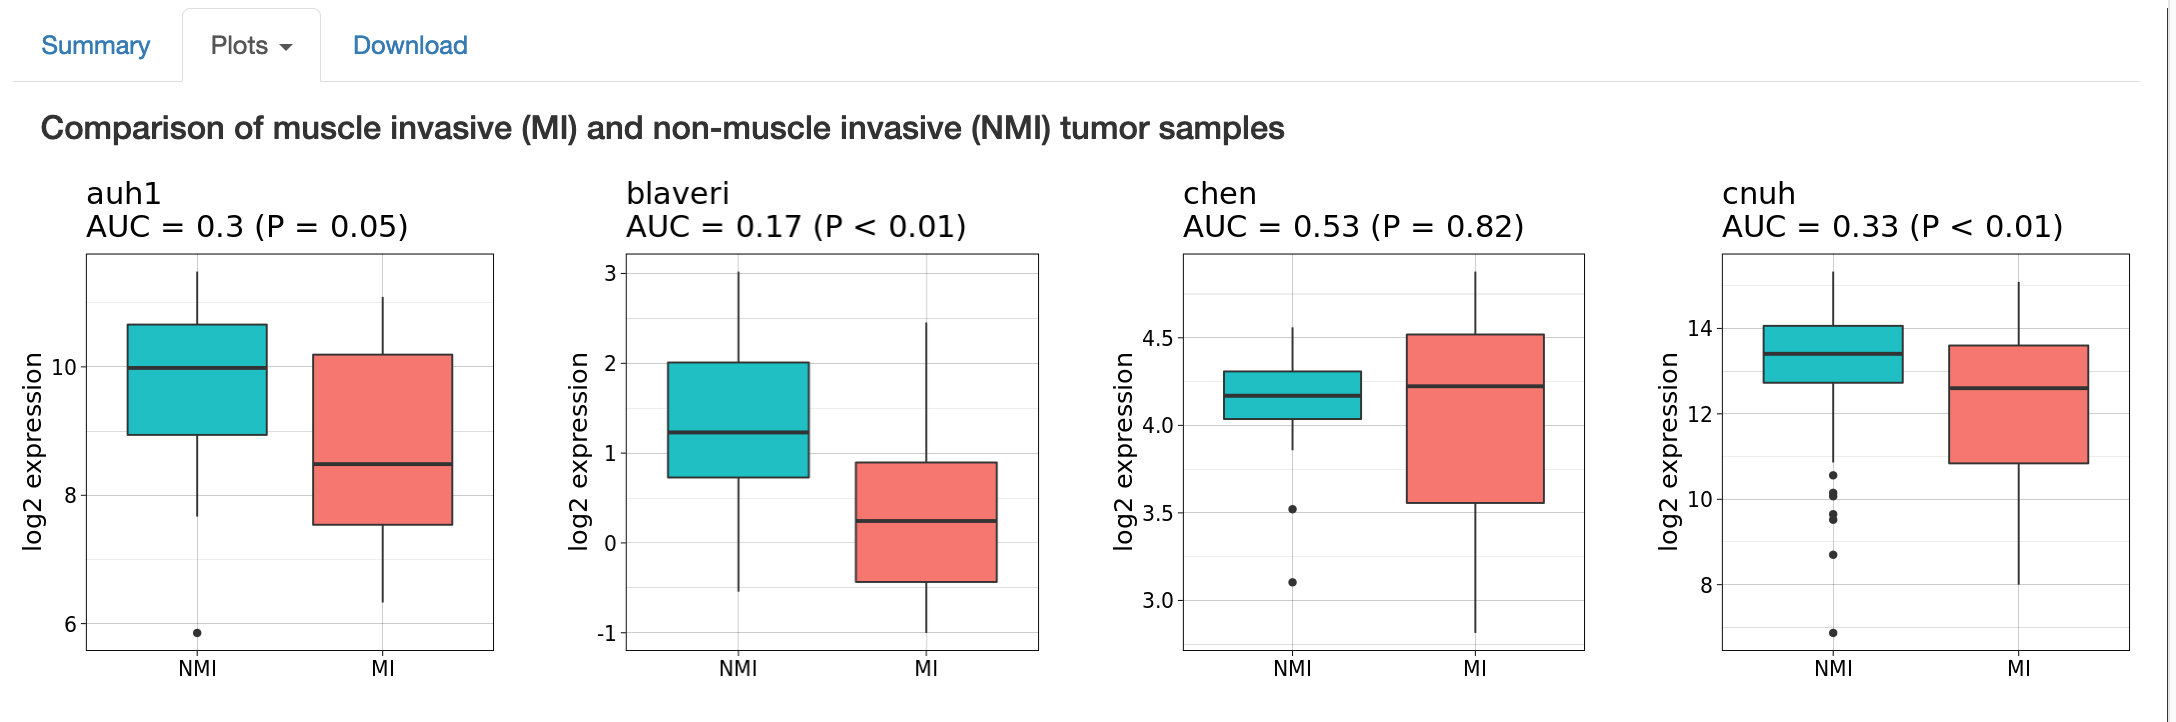 Summary Plots Download
Comparison of muscle invasive (MI) and non-muscle invasive (NMI) tumor samples
auh1
AUC = 0.3 (P = 0.05)
log2 expression
10
8
6
NMI MI
blaveri
AUC = 0.17 (P < 0.01)
log2 expression
3
2
1
0
-1
NMI MI
chen
AUC = 0.53 (P = 0.82)
log2 expression
4.5
4.0
3.5
3.0
NMI MI
cnuh
AUC = 0.33 (P < 0.01)
log2 expression
14
12
10
8
NMI MI